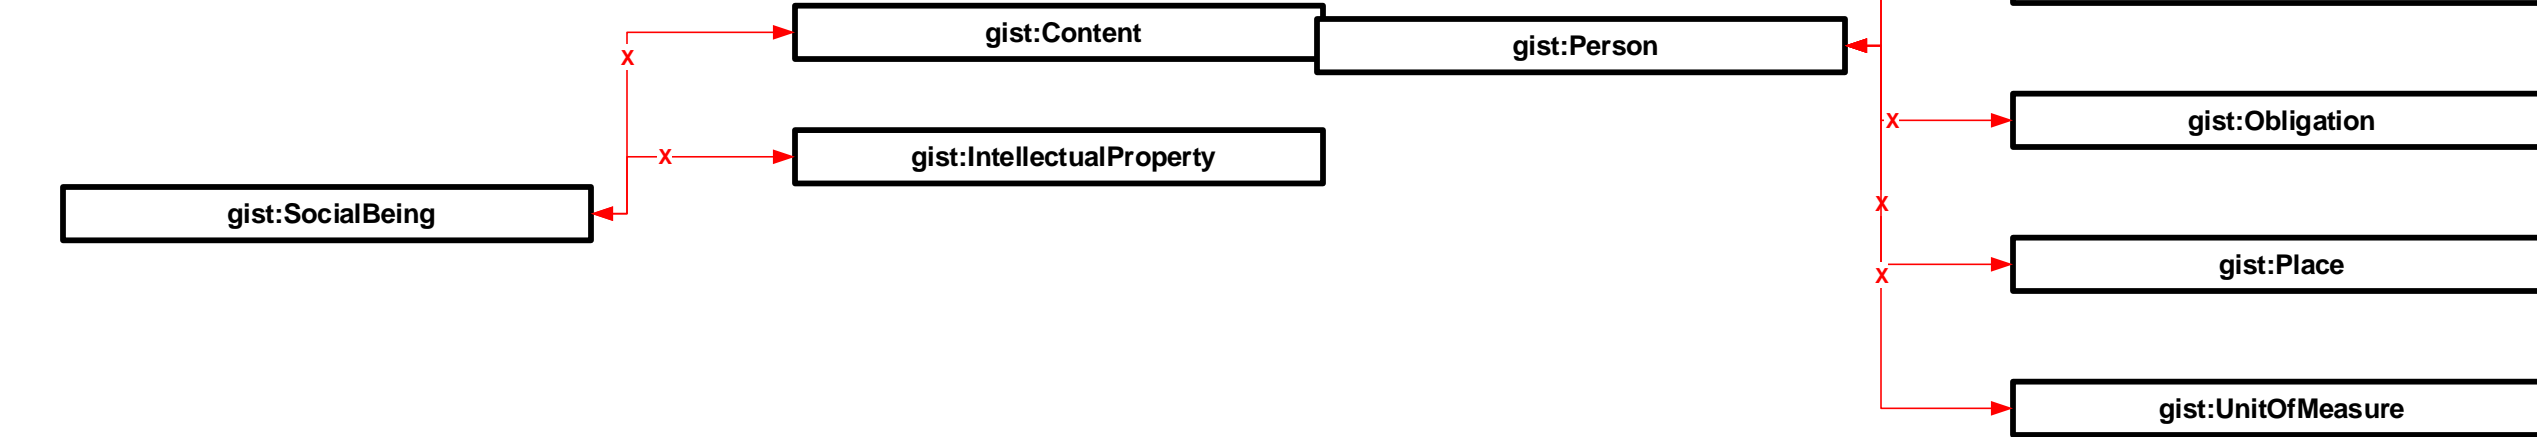 gist:Content
gist:Person
X
X
gist:Obligation
X
gist:IntellectualProperty
gist:SocialBeing
X
gist:Place
X
gist:UnitOfMeasure